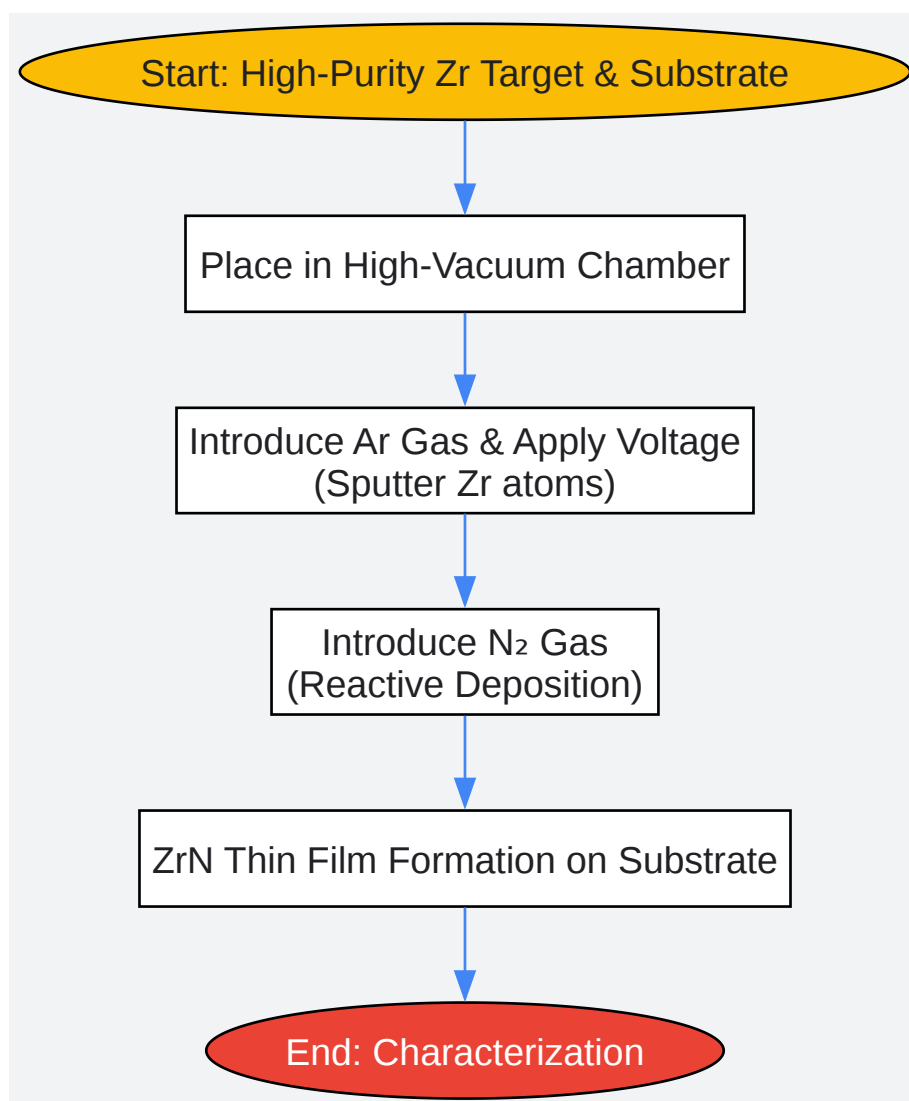 Start: High-Purity Zr Target & Substrate
Place in High-Vacuum Chamber
Introduce Ar Gas & Apply Voltage
(Sputter Zr atoms)
Introduce N₂ Gas
(Reactive Deposition)
ZrN Thin Film Formation on Substrate
End: Characterization